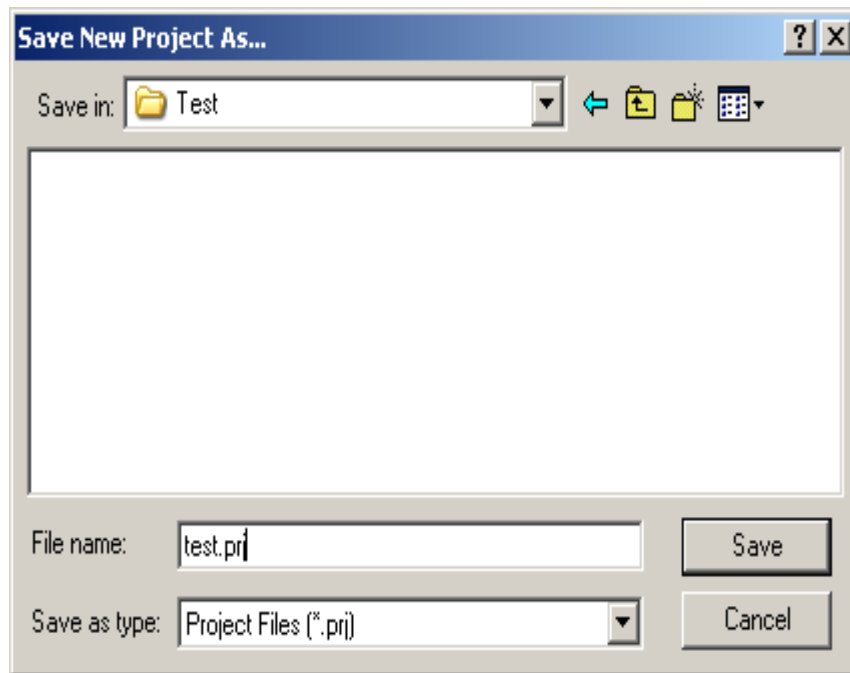 Save New Project As...
Save in: Test
File name: test.prj
Save as type: Project Files (*.prj)
Save
Cancel